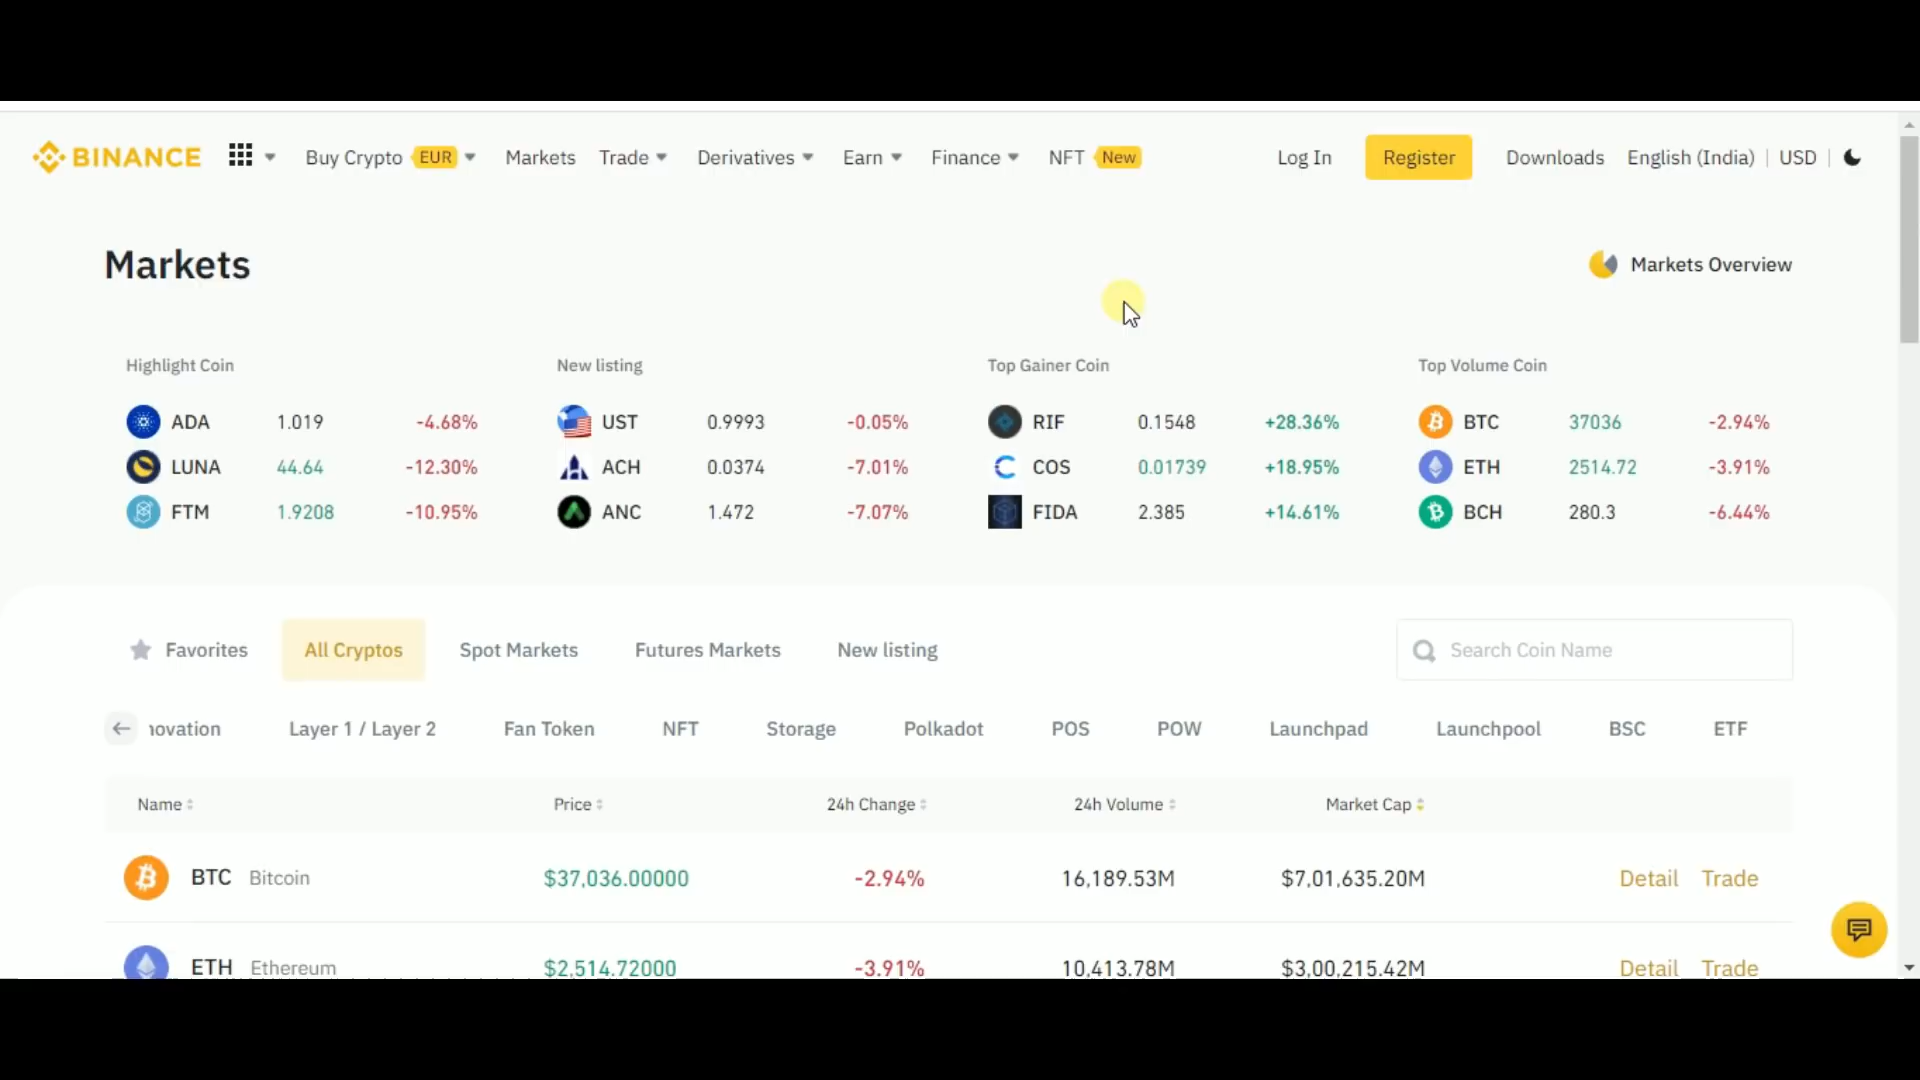 BINANCE Buy Crypto EUR Markets Trade Derivatives Earn Finance NFT New Log In Register Downloads English (India) USD
Markets
Markets Overview
Highlight Coin New listing Top Gainer Coin Top Volume Coin
ADA 1.019 -4.68% UST 0.9993 -0.05% RIF 0.1548 +28.36% BTC 37036 -2.94%
LUNA 44.64 -12.30% ACH 0.0374 -7.01% COS 0.01739 +18.95% ETH 2514.72 -3.91%
FTM 1.9208 -10.95% ANC 1.472 -7.07% FIDA 2.385 +14.61% BCH 280.3 -6.44%
Favorites All Cryptos Spot Markets Futures Markets New listing Search Coin Name
novation Layer 1 / Layer 2 Fan Token NFT Storage Polkadot POS POW Launchpad Launchpool BSC ETF
Name Price 24h Change 24h Volume Market Cap
BTC Bitcoin $37,036.00000 -2.94% 16,189.53M $7,01,635.20M Detail Trade
ETH Ethereum $2,514.72000 -3.91% 10,413.78M $3,00,215.42M Detail Trade